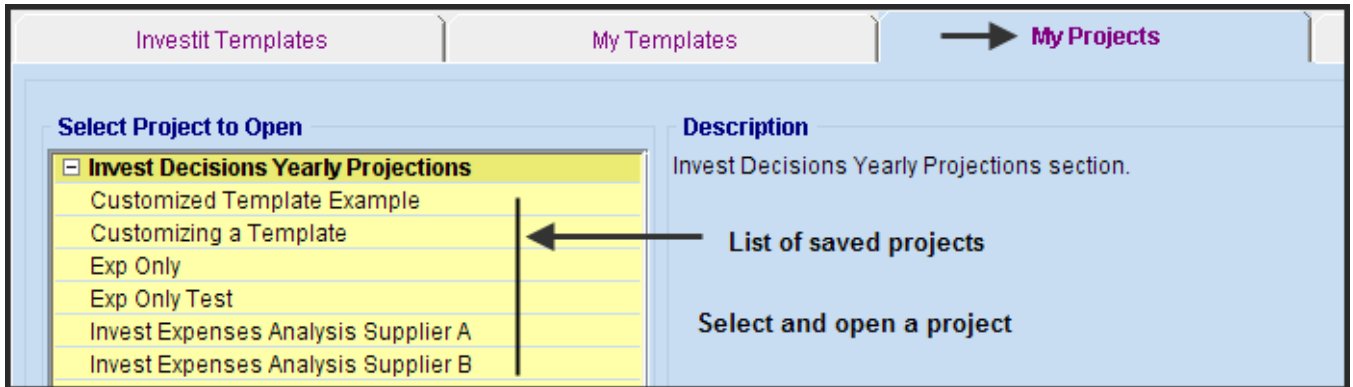 Investit Templates
My Templates
My Projects
Select Project to Open
Description
Invest Decisions Yearly Projections
Invest Decisions Yearly Projections section.
Customized Template Example
Customizing a Template
List of saved projects
Exp Only
Exp Only Test
Select and open a project
Invest Expenses Analysis Supplier A
Invest Expenses Analysis Supplier B